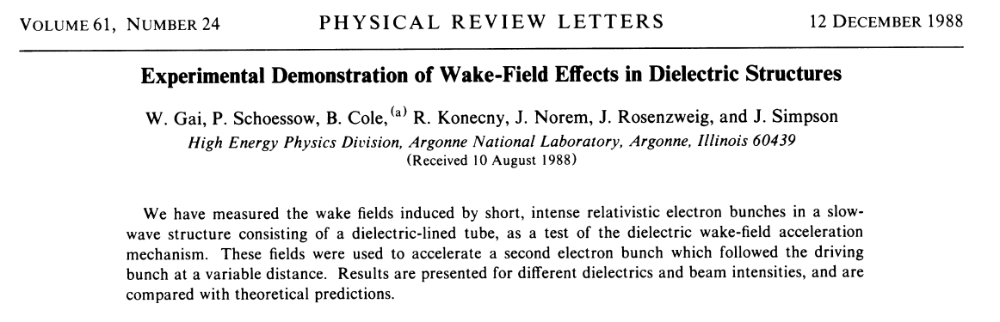 VOLUME 61, NUMBER 24 PHYSICAL REVIEW LETTERS 12 DECEMBER 1988
Experimental Demonstration of Wake-Field Effects in Dielectric Structures
W. Gai, P. Schoessow, B. Cole, (a) R. Konecny, J. Norem, J. Rosenzweig, and J. Simpson
High Energy Physics Division, Argonne National Laboratory, Argonne, Illinois 60439
(Received 10 August 1988)
We have measured the wake fields induced by short, intense relativistic electron bunches in a slow-
wave structure consisting of a dielectric-lined tube, as a test of the dielectric wake-field acceleration
mechanism. These fields were used to accelerate a second electron bunch which followed the driving
bunch at a variable distance. Results are presented for different dielectrics and beam intensities, and are
compared with theoretical predictions.